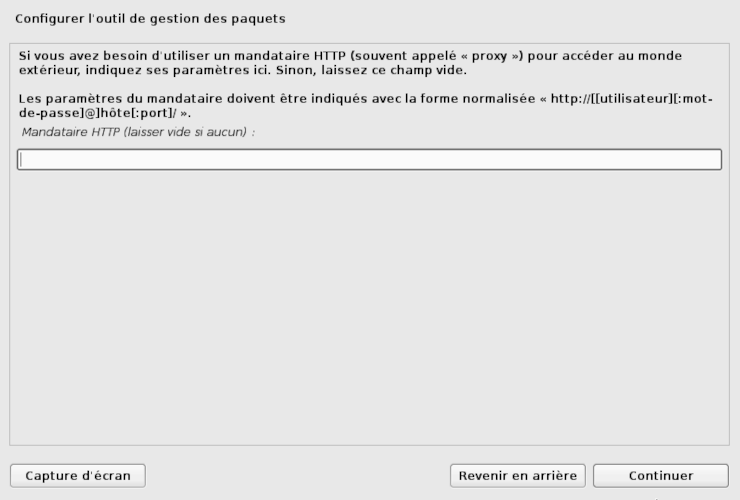 Configurer l'outil de gestion des paquets
Si vous avez besoin d'utiliser un mandataire HTTP (souvent appelé « proxy ») pour accéder au monde
extérieur, indiquez ses paramètres ici. Sinon, laissez ce champ vide.
Les paramètres du mandataire doivent être indiqués avec la forme normalisée « http://[[utilisateur][:mot-
de-passe]@]hôte[:port]/ ».
Mandataire HTTP (laisser vide si aucun) :
Capture d'écran
Revenir en arrière
Continuer